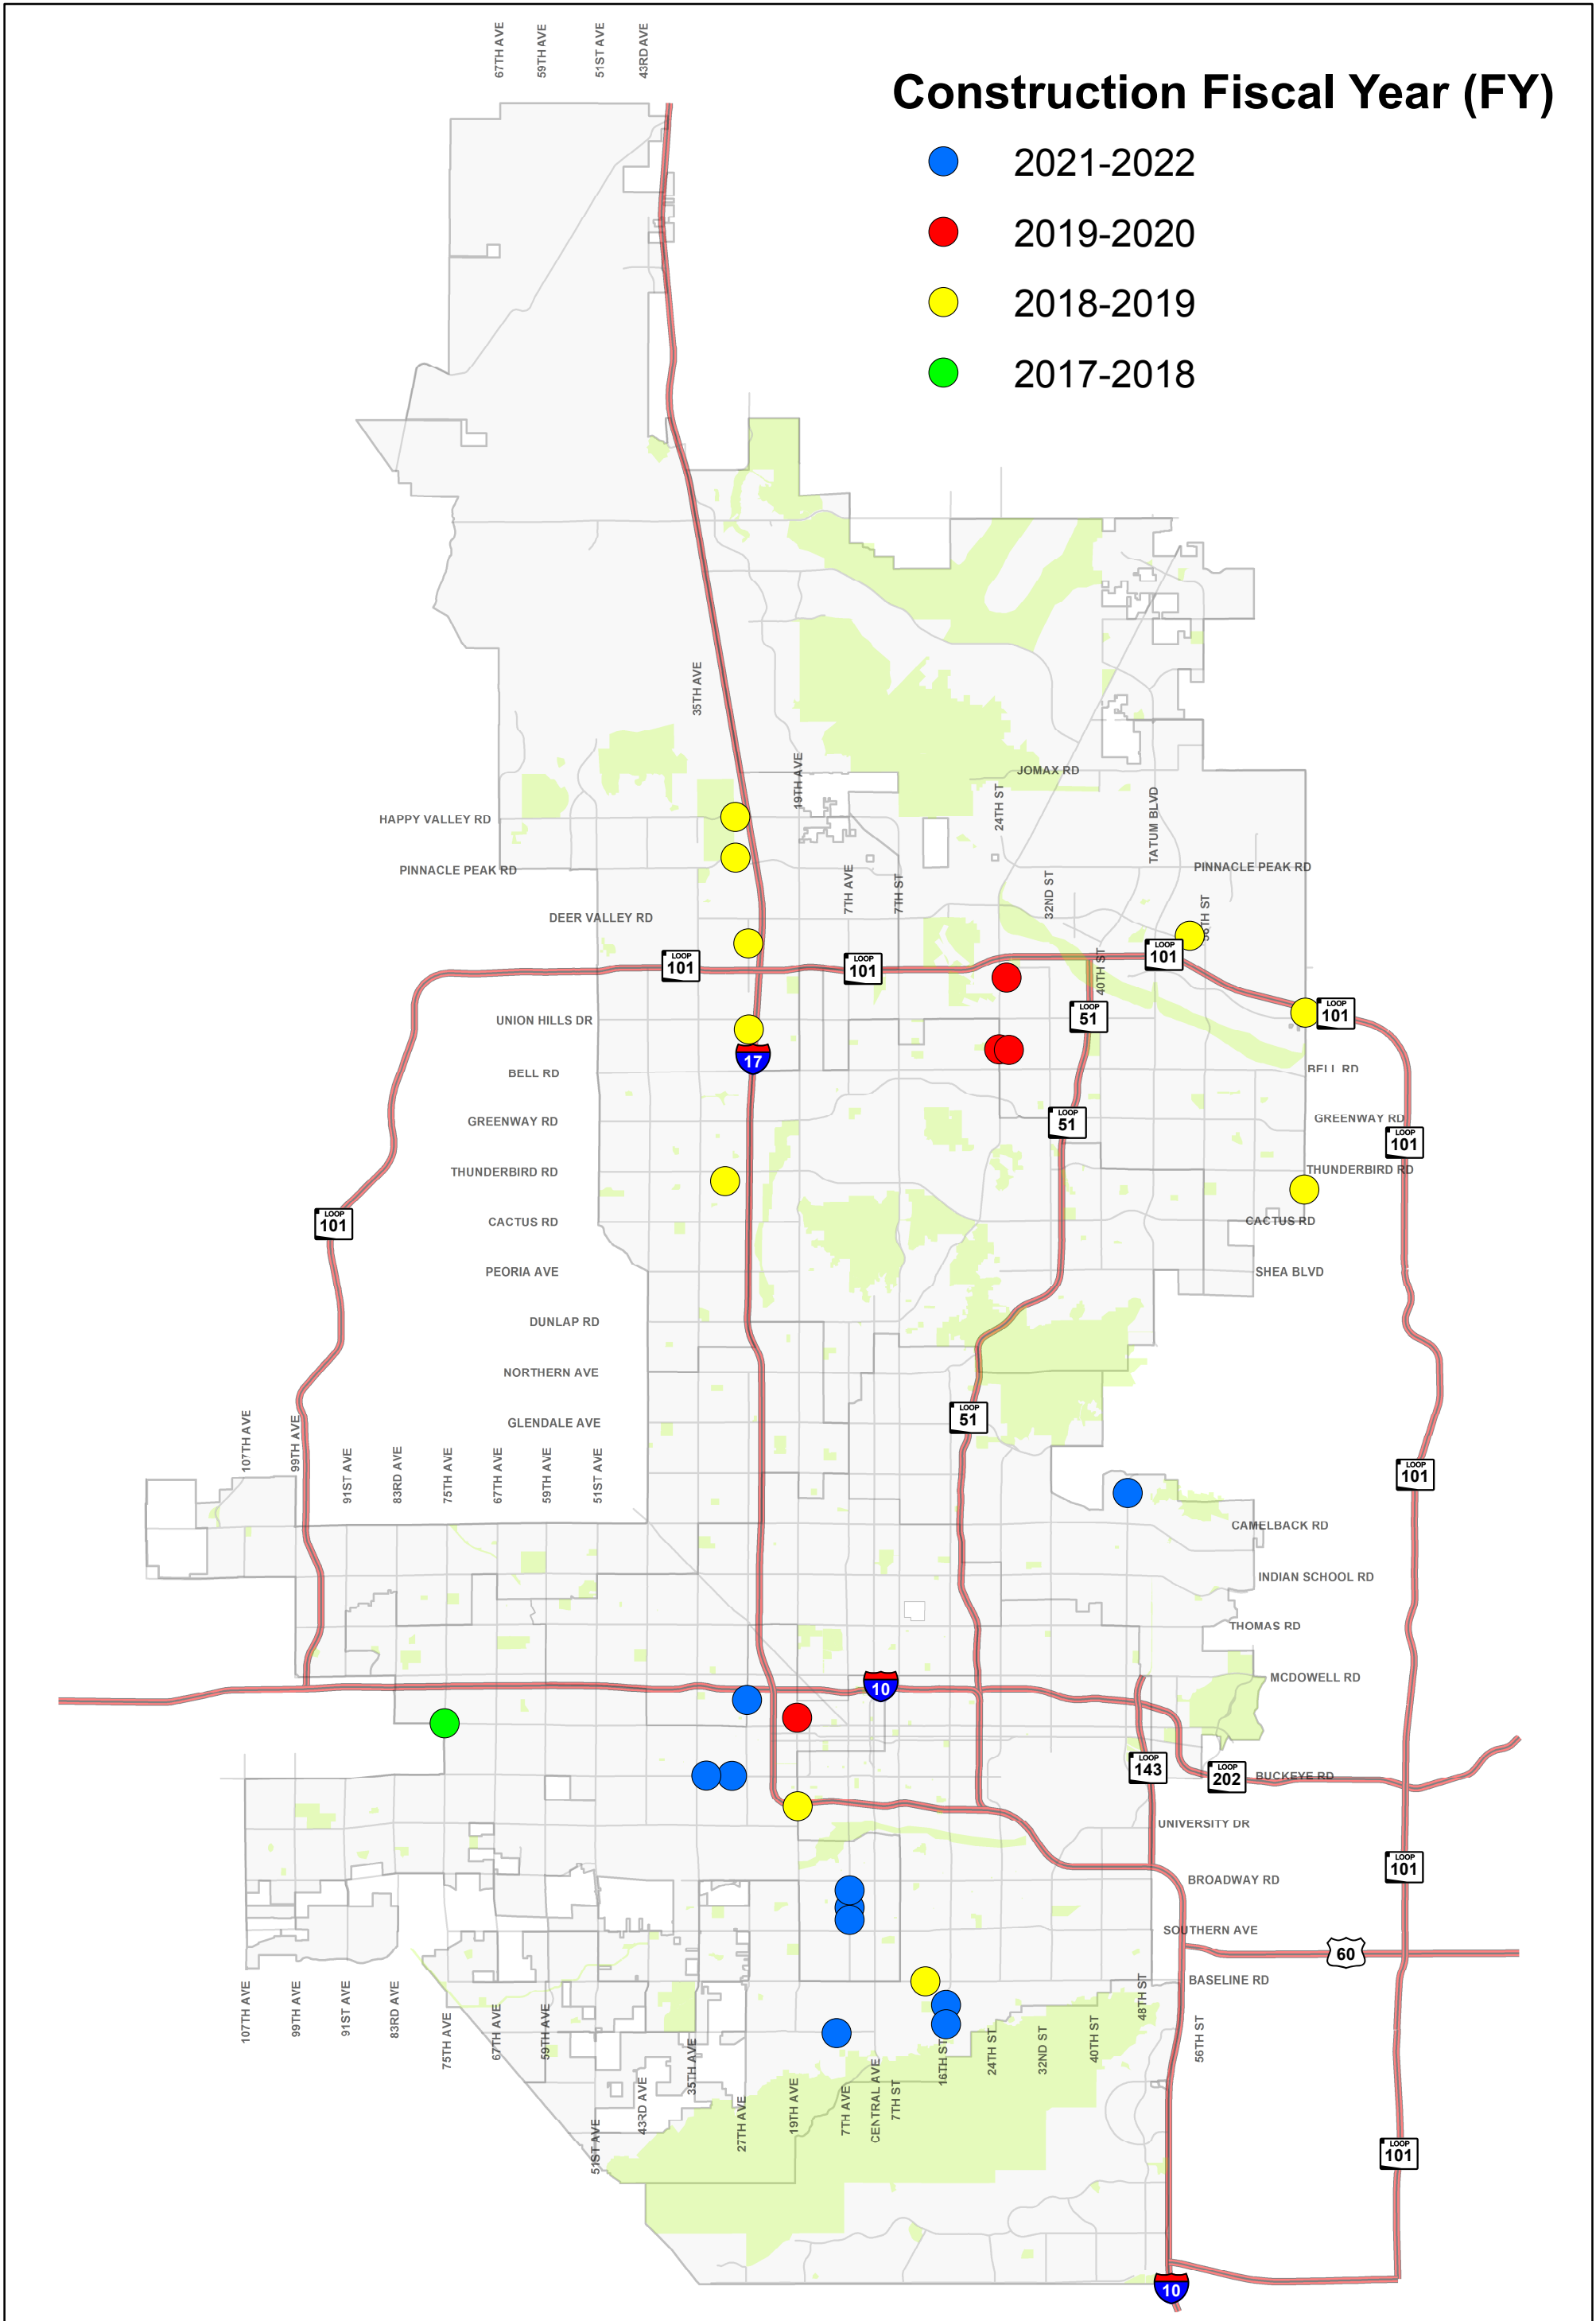 67TH AVE
59TH AVE
51ST AVE
43RD AVE
Construction Fiscal Year (FY)
2021-2022
2019-2020
2018-2019
2017-2018
35TH AVE
19TH AVE
JOMAX RD
24TH ST
TATUM BLVD
HAPPY VALLEY RD
PINNACLE PEAK RD
PINNACLE PEAK RD
7TH AVE
7TH ST
32ND ST
56TH ST
DEER VALLEY RD
40TH ST
LOOP
101
LOOP
101
LOOP
101
LOOP
101
LOOP
51
UNION HILLS DR
17
BELL RD
BELL RD
GREENWAY RD
GREENWAY RD
LOOP
51
LOOP
101
THUNDERBIRD RD
THUNDERBIRD RD
LOOP
101
CACTUS RD
CACTUS RD
PEORIA AVE
SHEA BLVD
DUNLAP RD
NORTHERN AVE
GLENDALE AVE
LOOP
51
107TH AVE
99TH AVE
91ST AVE
83RD AVE
75TH AVE
67TH AVE
59TH AVE
51ST AVE
LOOP
101
CAMELBACK RD
INDIAN SCHOOL RD
THOMAS RD
MCDOWELL RD
10
LOOP
143
LOOP
202
BUCKEYE RD
UNIVERSITY DR
LOOP
101
BROADWAY RD
SOUTHERN AVE
60
BASELINE RD
107TH AVE
99TH AVE
91ST AVE
83RD AVE
75TH AVE
67TH AVE
59TH AVE
51ST AVE
43RD AVE
35TH AVE
27TH AVE
19TH AVE
7TH AVE
CENTRAL AVE
7TH ST
16TH ST
24TH ST
32ND ST
40TH ST
48TH ST
56TH ST
LOOP
101
10